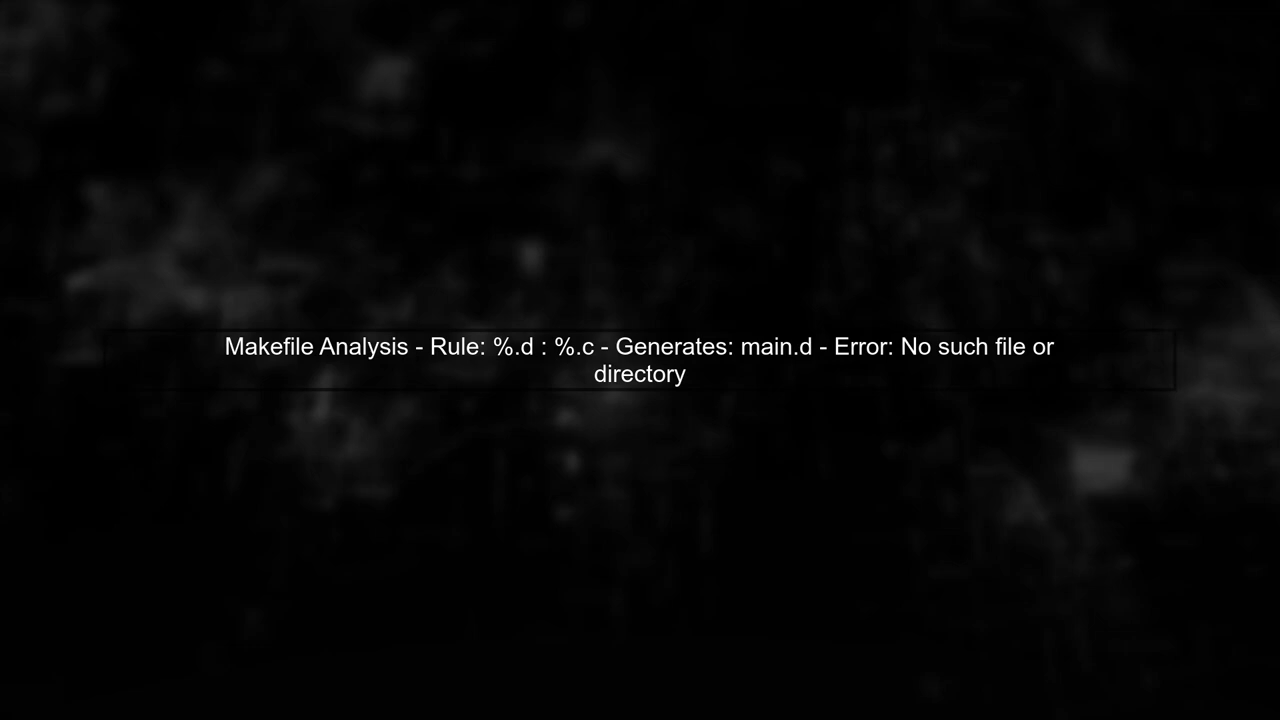 Makefile Analysis - Rule: %.d : %.c - Generates: main.d - Error: No such file or
directory